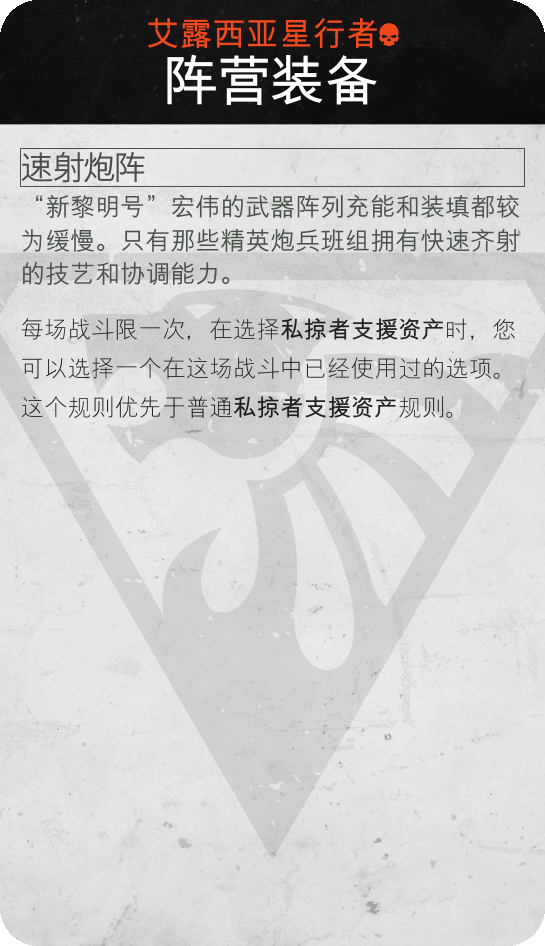 艾露西亚星行者
阵营装备
速射炮阵
“新黎明号”宏伟的武器阵列充能和装填都较
为缓慢。只有那些精英炮兵班组拥有快速齐射
的技艺和协调能力。
每场战斗限一次，在选择私掠者支援资产时，您
可以选择一个在这场战斗中已经使用过的选项。
这个规则优先于普通私掠者支援资产规则。